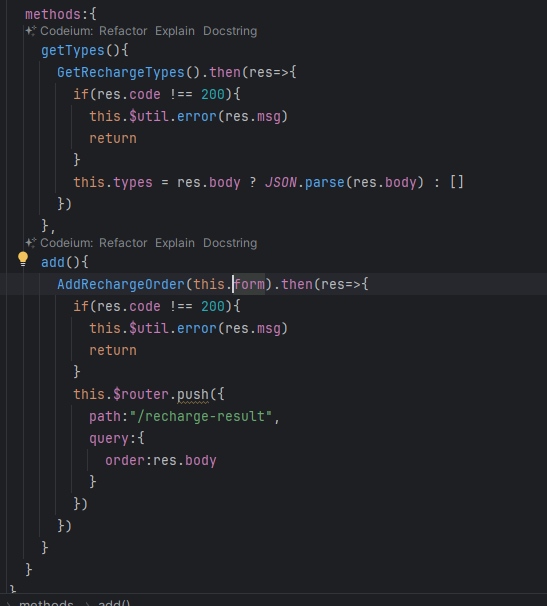 methods:{
Codeium: Refactor Explain Docstring
getTypes(){
GetRechargeTypes().then(res=>{
if(res.code !== 200){
this.$util.error(res.msg)
return
}
this.types = res.body ? JSON.parse(res.body) : []
})
},
Codeium: Refactor Explain Docstring
add(){
AddRechargeOrder(this.form).then(res=>{
if(res.code !== 200){
this.$util.error(res.msg)
return
}
this.$router.push({
path:"/recharge-result",
query:{
order:res.body
}
})
})
}
}
}
methods > add()